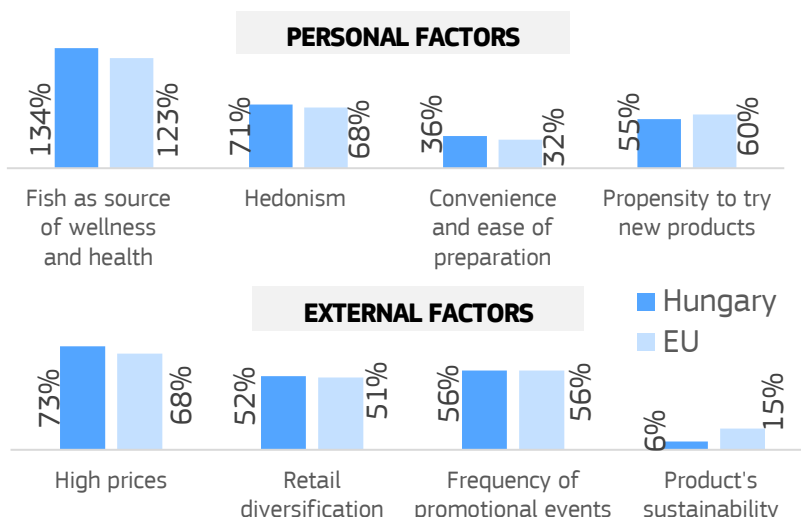 PERSONAL FACTORS
134%
123%
71%
68%
36%
32%
55%
60%
Fish as source
of wellness
and health
Hedonism
Convenience
and ease of
preparation
Propensity to try
new products
EXTERNAL FACTORS
Hungary
EU
73%
68%
52%
51%
56%
56%
6%
15%
High prices
Retail
diversification
Frequency of
promotional events
Product's
sustainability